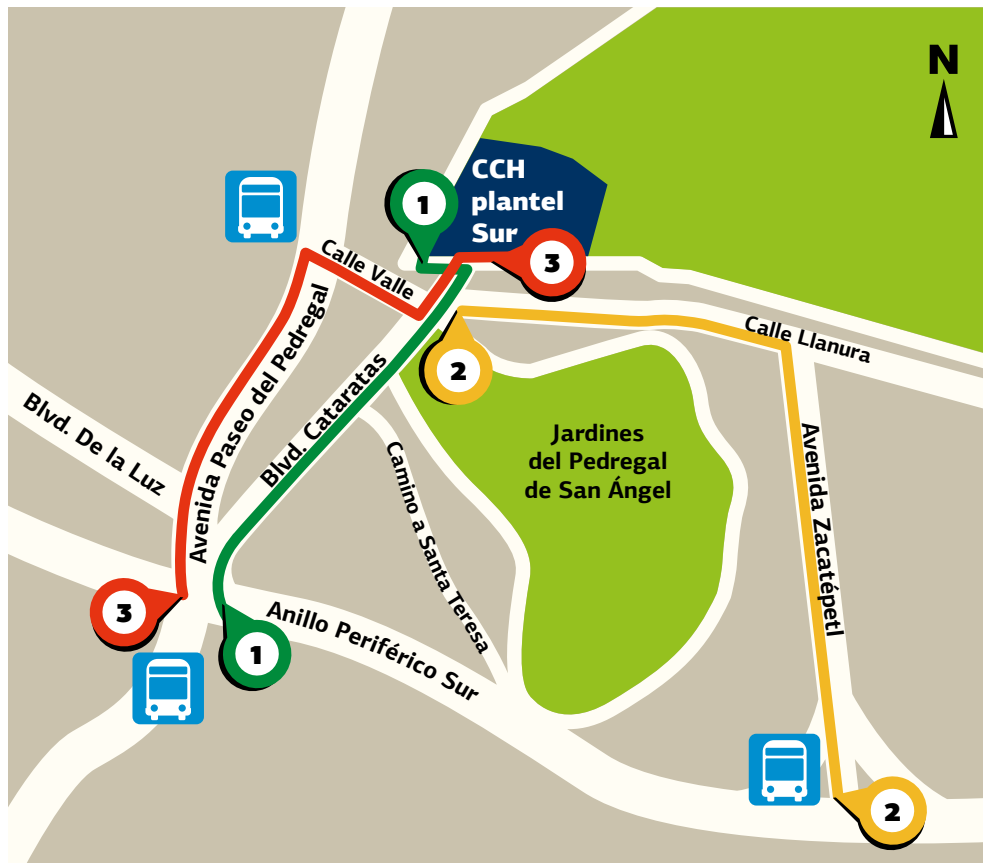 N
CCH
plantel
Sur
1
3
Calle Valle
2
Calle Llanura
Avenida Paseo del Pedregal
Blvd. Cataratas
Blvd. De la Luz
Jardines
del Pedregal
de San Ángel
Camino a Santa Teresa
Avenida Zacatépetl
3
1
Anillo Periférico Sur
2